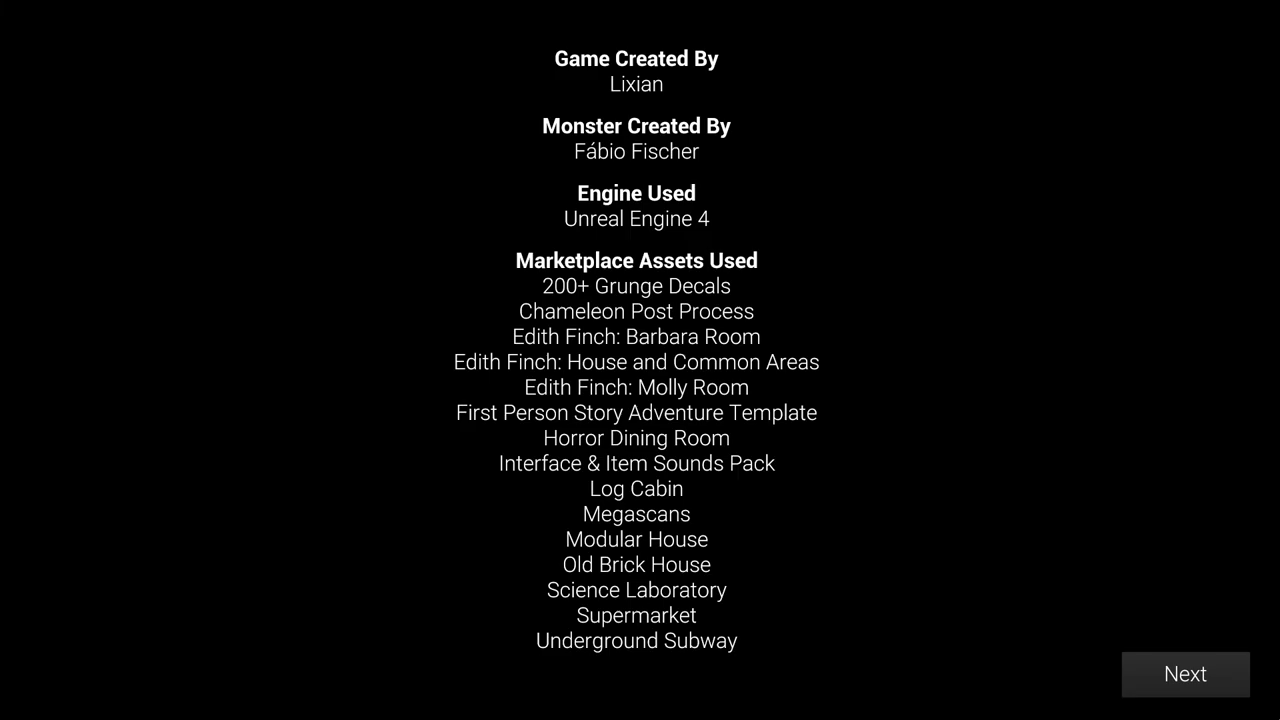 Game Created By
Lixian
Monster Created By
Fábio Fischer
Engine Used
Unreal Engine 4
Marketplace Assets Used
200+ Grunge Decals
Chameleon Post Process
Edith Finch: Barbara Room
Edith Finch: House and Common Areas
Edith Finch: Molly Room
First Person Story Adventure Template
Horror Dining Room
Interface & Item Sounds Pack
Log Cabin
Megascans
Modular House
Old Brick House
Science Laboratory
Supermarket
Underground Subway
Next